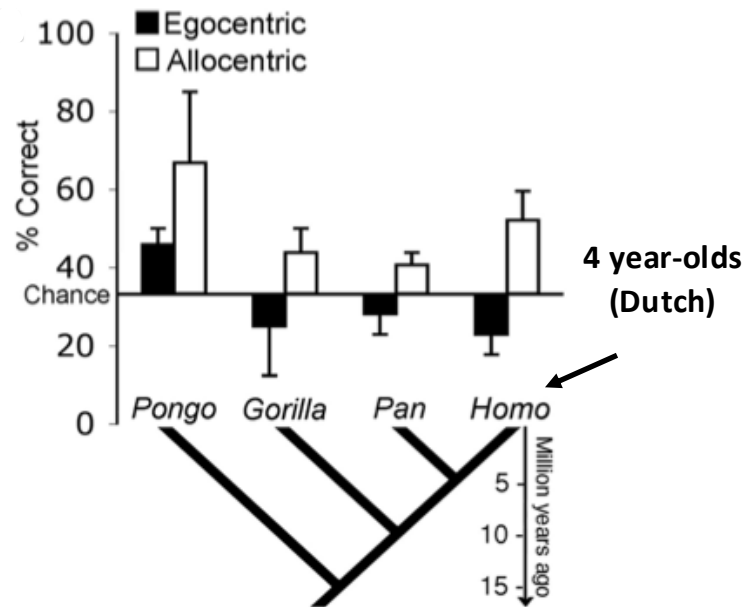 100
Egocentric
Allocentric
80
60
40
Chance
20
0
% Correct
4 year-olds
(Dutch)
Pongo Gorilla Pan Homo
5
10
15
Million years ago